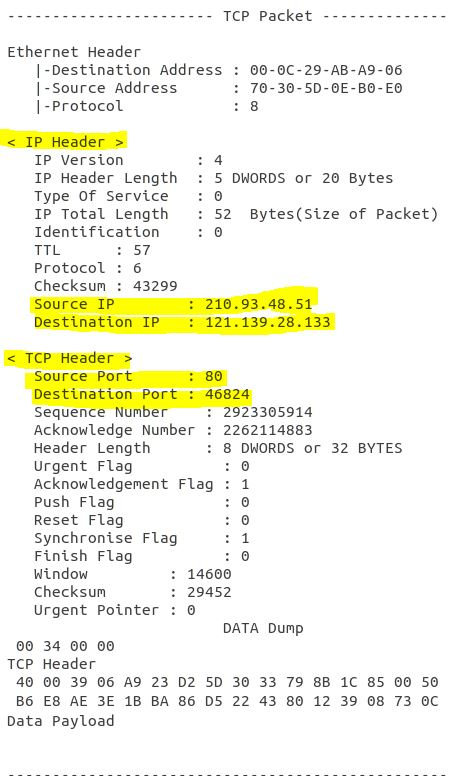 ----------------------- TCP Packet --------------
Ethernet Header
|-Destination Address : 00-0C-29-AB-A9-06
|-Source Address : 70-30-5D-0E-B0-E0
|-Protocol : 8
< IP Header >
IP Version : 4
IP Header Length : 5 DWORDS or 20 Bytes
Type Of Service : 0
IP Total Length : 52 Bytes(Size of Packet)
Identification : 0
TTL : 57
Protocol : 6
Checksum : 43299
Source IP : 210.93.48.51
Destination IP : 121.139.28.133
< TCP Header >
Source Port : 80
Destination Port : 46824
Sequence Number : 2923305914
Acknowledge Number : 2262114883
Header Length : 8 DWORDS or 32 BYTES
Urgent Flag : 0
Acknowledgement Flag : 1
Push Flag : 0
Reset Flag : 0
Synchronise Flag : 1
Finish Flag : 0
Window : 14600
Checksum : 29452
Urgent Pointer : 0
DATA Dump
00 34 00 00
TCP Header
40 00 39 06 A9 23 D2 5D 30 33 79 8B 1C 85 00 50
B6 E8 AE 3E 1B BA 86 D5 22 43 80 12 39 08 73 0C
Data Payload
-------------------------------------------------